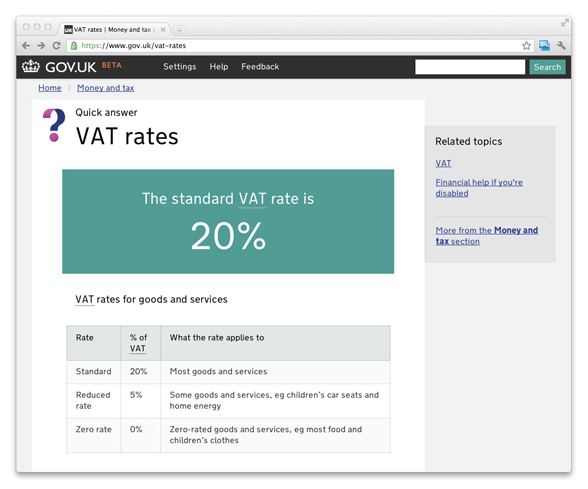 VAT rates | Money and tax |
https://www.gov.uk/vat-rates
GOV.UK BETA
Settings Help Feedback
Search
Home Money and tax
Quick answer
VAT rates
The standard VAT rate is
20%
VAT rates for goods and services
Rate
% of
VAT
What the rate applies to
Standard
20%
Most goods and services
Reduced
rate
5%
Some goods and services, eg children's car seats and
home energy
Zero rate
0%
Zero-rated goods and services, eg most food and
children's clothes
Related topics
VAT
Financial help if you're
disabled
More from the Money and
tax section